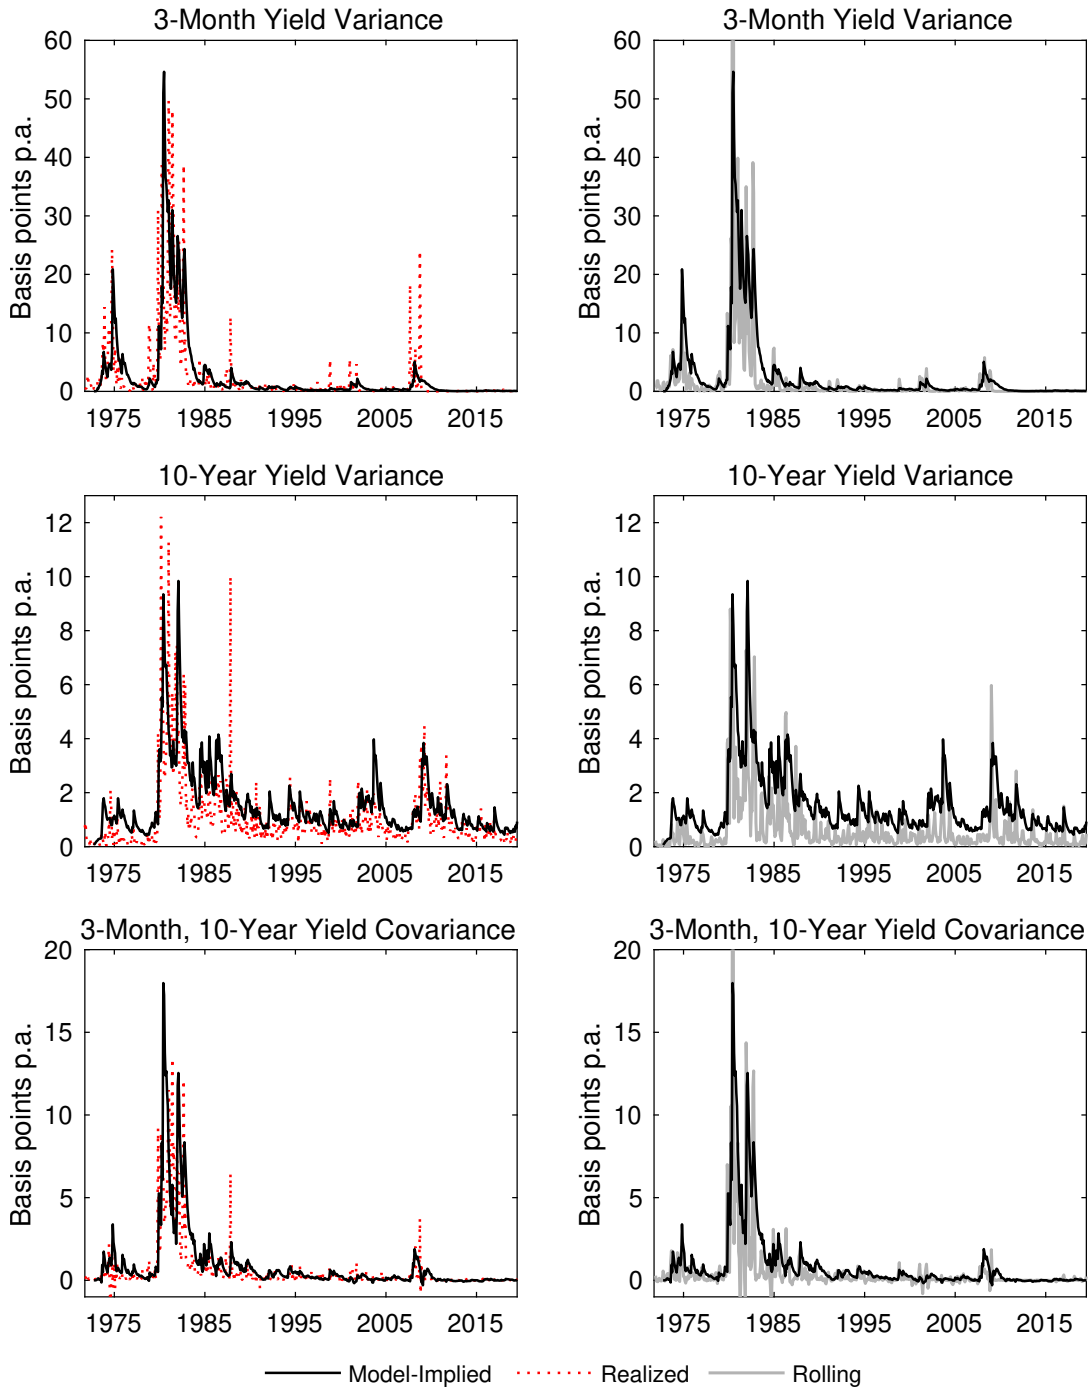 3-Month Yield Variance
Basis points p.a.
60
50
40
30
20
10
0
1975 1985 1995 2005 2015
3-Month Yield Variance
Basis points p.a.
60
50
40
30
20
10
0
1975 1985 1995 2005 2015
10-Year Yield Variance
Basis points p.a.
12
10
8
6
4
2
0
1975 1985 1995 2005 2015
10-Year Yield Variance
Basis points p.a.
12
10
8
6
4
2
0
1975 1985 1995 2005 2015
3-Month, 10-Year Yield Covariance
Basis points p.a.
20
15
10
5
0
1975 1985 1995 2005 2015
3-Month, 10-Year Yield Covariance
Basis points p.a.
20
15
10
5
0
1975 1985 1995 2005 2015
Model-Implied Realized Rolling